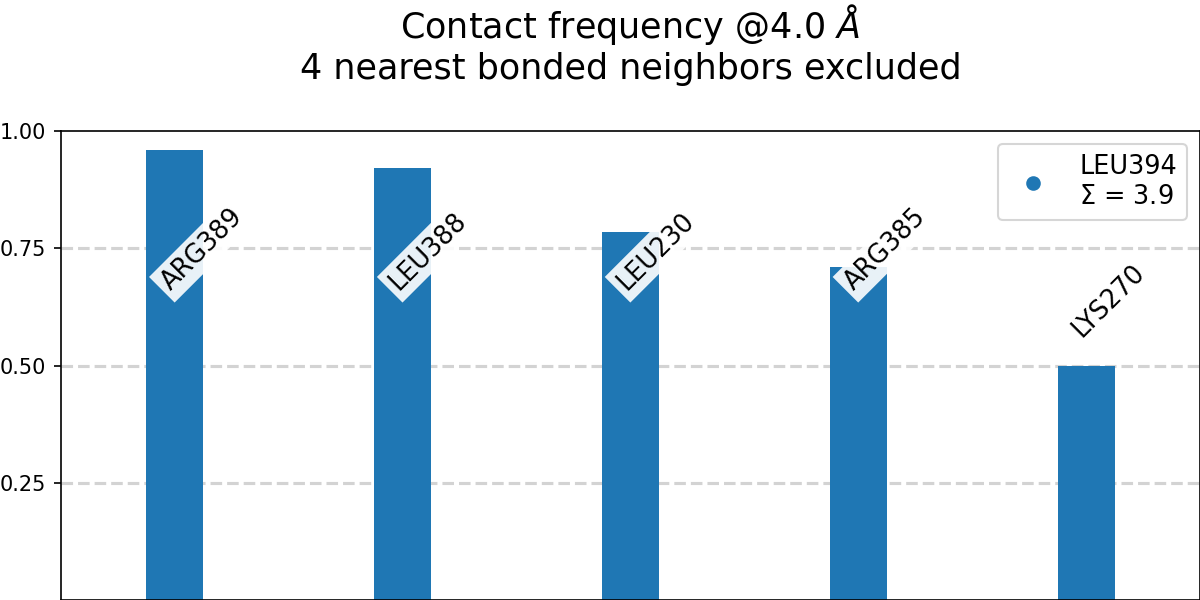 Contact frequency @4.0 Å
4 nearest bonded neighbors excluded
1.00
0.75
0.50
0.25
ARG389
LEU388
LEU230
ARG385
LYS270
LEU394
Σ = 3.9